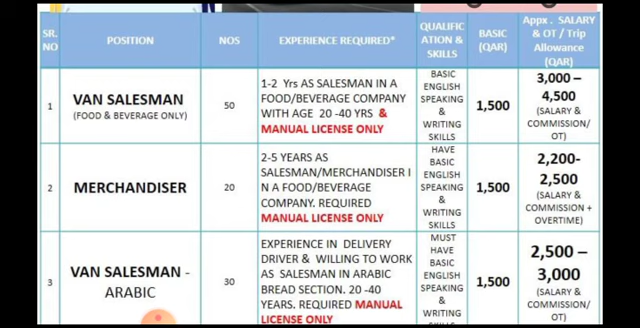 SR.
NO
POSITION
NOS
EXPERIENCE REQUIRED*
QUALIFIC
ATION &
SKILLS
BASIC
(QAR)
Appx . SALARY
& OT / Trip
Allowance
(QAR)
1
VAN SALESMAN
(FOOD & BEVERAGE ONLY)
50
1-2 Yrs AS SALESMAN IN A
FOOD/BEVERAGE COMPANY
WITH AGE 20 -40 YRS &
MANUAL LICENSE ONLY
BASIC
ENGLISH
SPEAKING
&
WRITING
SKILLS
1,500
3,000 –
4,500
(SALARY &
COMMISSION/
OT)
2
MERCHANDISER
20
2-5 YEARS AS
SALESMAN/MERCHANDISER I
N A FOOD/BEVERAGE
COMPANY. REQUIRED
MANUAL LICENSE ONLY
HAVE
BASIC
ENGLISH
SPEAKING
&
WRITING
SKILLS
1,500
2,200-
2,500
(SALARY &
COMMISSION +
OVERTIME)
3
VAN SALESMAN -
ARABIC
30
EXPERIENCE IN DELIVERY
DRIVER & WILLING TO WORK
AS SALESMAN IN ARABIC
BREAD SECTION. 20 -40
YEARS. REQUIRED MANUAL
LICENSE ONLY
MUST
HAVE
BASIC
ENGLISH
SPEAKING
&
WRITING
SKILLS
1,500
2,500 –
3,000
(SALARY &
COMMISSION/
OT)